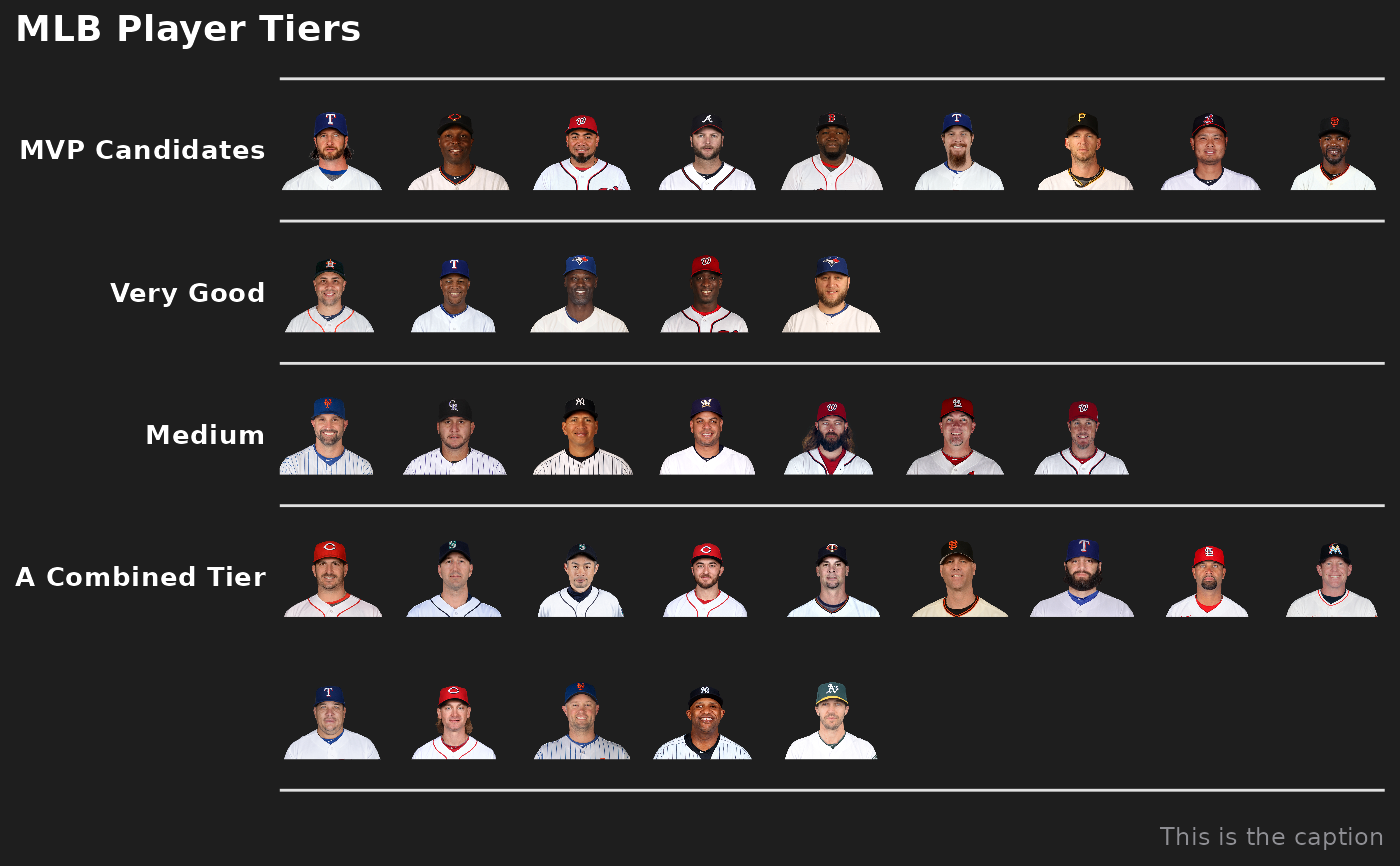 MLB Player Tiers
MVP Candidates
Very Good
Medium
A Combined Tier
This is the caption